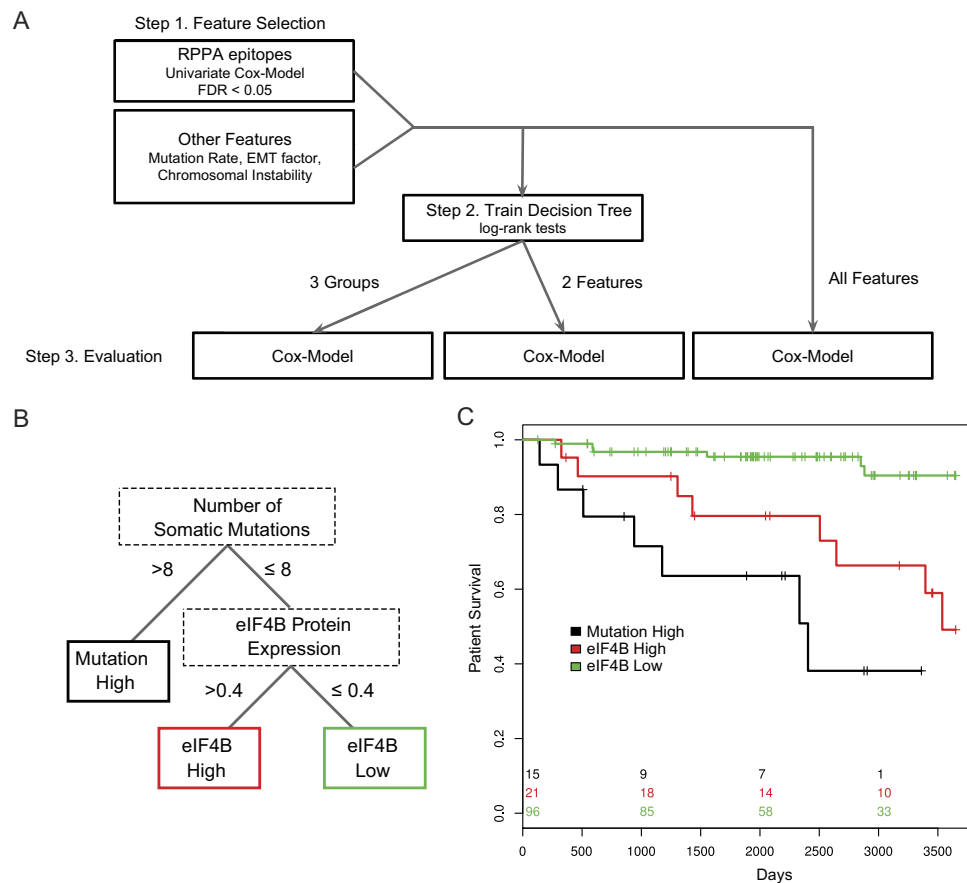 A
Step 1. Feature Selection
RPPA epitopes
Univariate Cox-Model
FDR < 0.05
Other Features
Mutation Rate, EMT factor,
Chromosomal Instability
Step 2. Train Decision Tree
log-rank tests
3 Groups
2 Features
All Features
Step 3. Evaluation
Cox-Model
Cox-Model
Cox-Model
B
Number of
Somatic Mutations
>8
≤ 8
eIF4B Protein
Expression
Mutation
High
>0.4
≤ 0.4
eIF4B
High
eIF4B
Low
C
Patient Survival
1.0
0.8
0.6
0.4
0.2
0.0
Mutation High
eIF4B High
eIF4B Low
15 9 7 1
21 18 14 10
96 85 58 33
0 500 1000 1500 2000 2500 3000 3500
Days